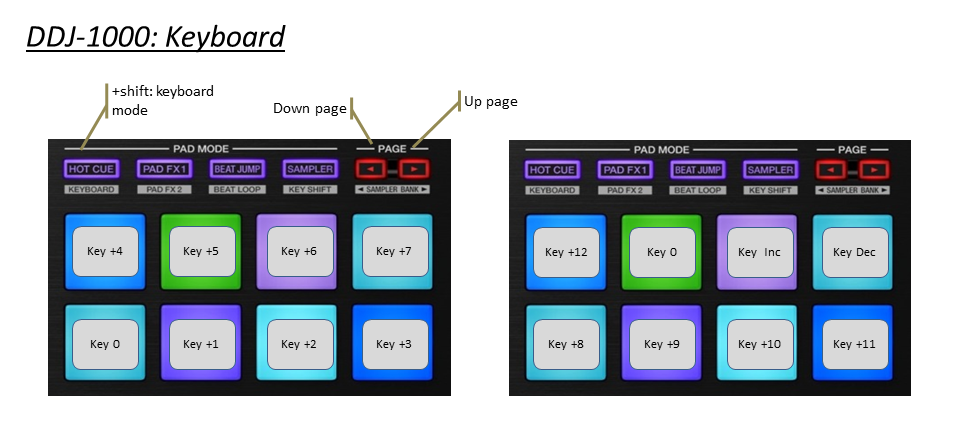 DDJ-1000: Keyboard
+shift: keyboard
mode
Down page
Up page
PAD MODE
PAGE
HOT CUE
PAD FX1
BEAT JUMP
SAMPLER
◄
►
KEYBOARD
PAD FX 2
BEAT LOOP
KEY SHIFT
◄ SAMPLER BANK ►
Key +4
Key +5
Key +6
Key +7
Key 0
Key +1
Key +2
Key +3
PAD MODE
PAGE
HOT CUE
PAD FX1
BEAT JUMP
SAMPLER
◄
►
KEYBOARD
PAD FX 2
BEAT LOOP
KEY SHIFT
◄ SAMPLER BANK ►
Key +12
Key 0
Key Inc
Key Dec
Key +8
Key +9
Key +10
Key +11